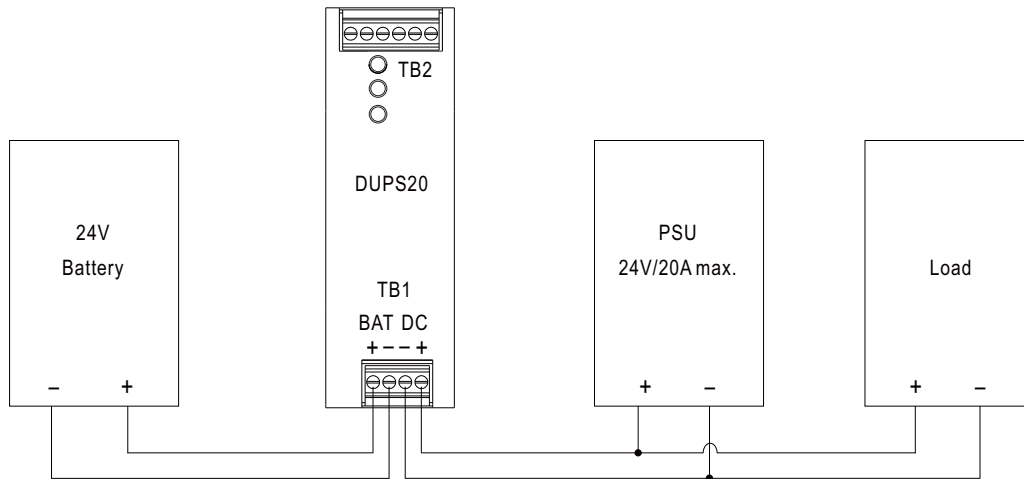 TB2
DUPS20
24V
Battery
PSU
24V/20A max.
Load
TB1
BAT DC
+ − − +
− +
+ −
+ −